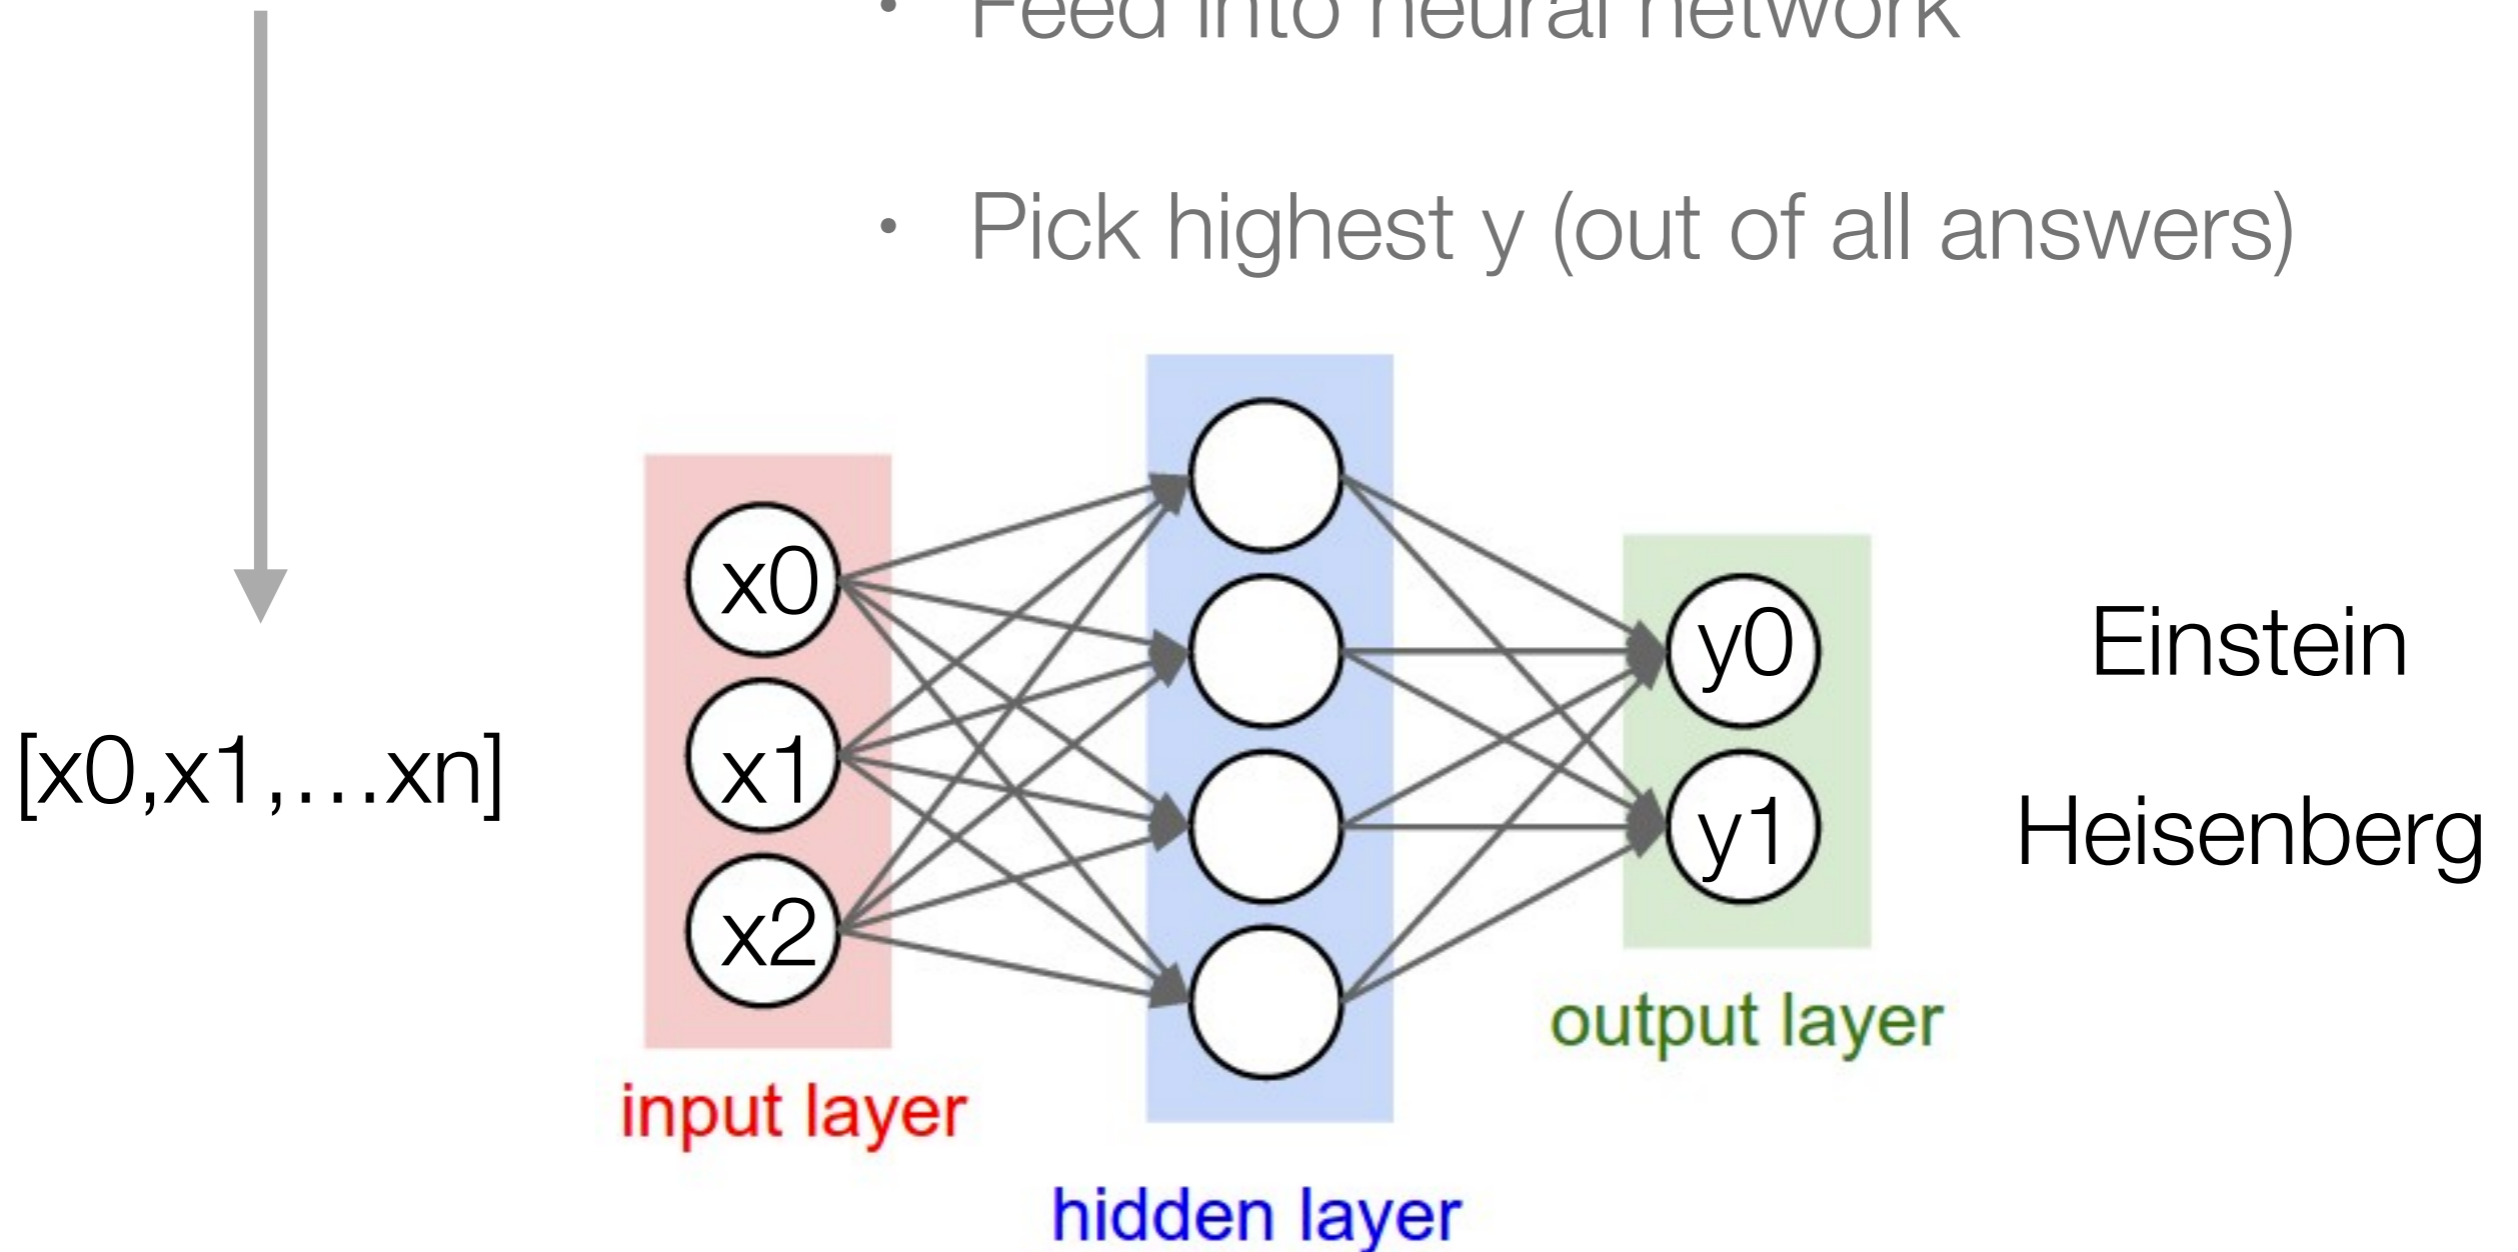 • Feed into neural network
• Pick highest y (out of all answers)
x0
Einstein
y0
[x0,x1,...xn]
x1
Heisenberg
y1
x2
output layer
input layer
hidden layer